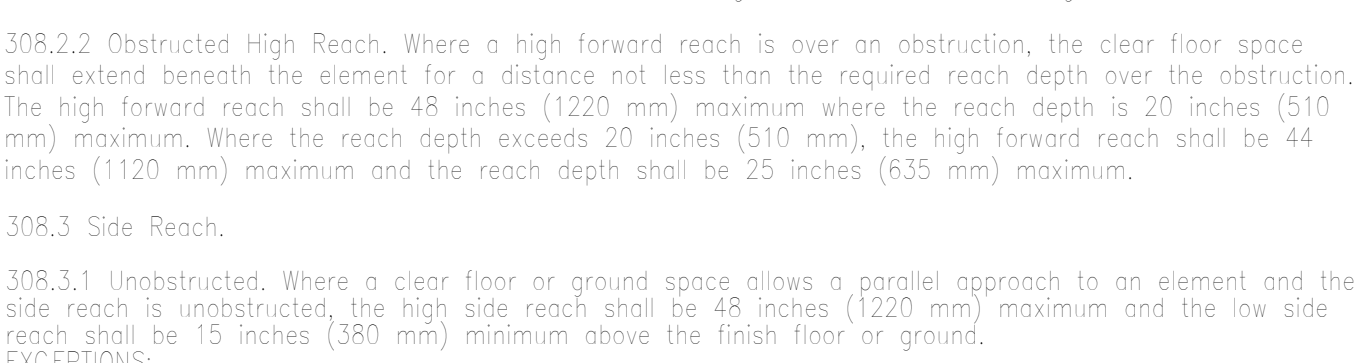 308.2.2 Obstructed High Reach. Where a high forward reach is over an obstruction, the clear floor space
shall extend beneath the element for a distance not less than the required reach depth over the obstruction.
The high forward reach shall be 48 inches (1220 mm) maximum where the reach depth is 20 inches (510
mm) maximum. Where the reach depth exceeds 20 inches (510 mm), the high forward reach shall be 44
inches (1120 mm) maximum and the reach depth shall be 25 inches (635 mm) maximum.
308.3 Side Reach.
308.3.1 Unobstructed. Where a clear floor or ground space allows a parallel approach to an element and the
side reach is unobstructed, the high side reach shall be 48 inches (1220 mm) maximum and the low side
reach shall be 15 inches (380 mm) minimum above the finish floor or ground.
EXCEPTIONS: